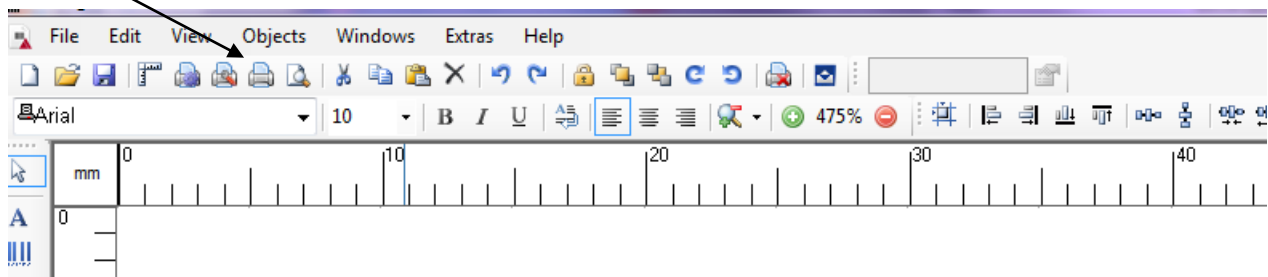 File Edit View Objects Windows Extras Help
Arial 10 B I U 475%
mm 0 10 20 30 40
A 0